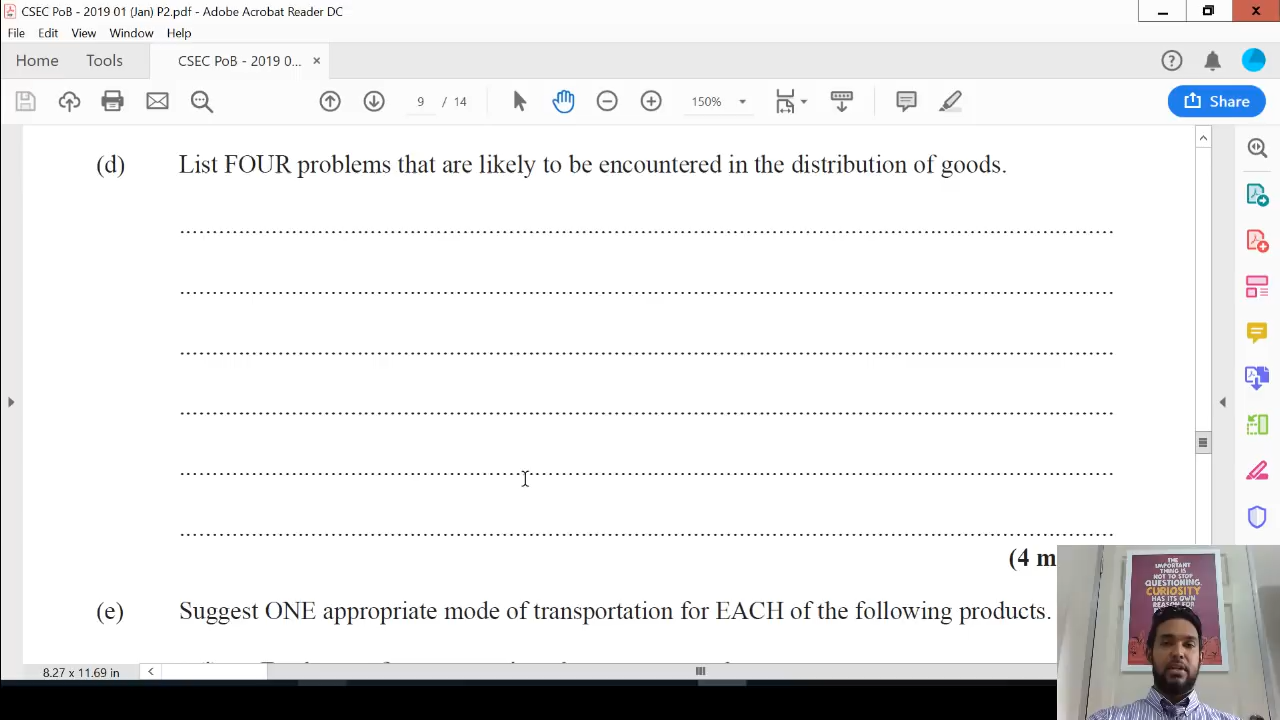 CSEC PoB - 2019 01 (Jan) P2.pdf - Adobe Acrobat Reader DC
File Edit View Window Help
Home Tools CSEC PoB - 2019 0... ×
9 / 14 150% Share
(d) List FOUR problems that are likely to be encountered in the distribution of goods.
(4 m
(e) Suggest ONE appropriate mode of transportation for EACH of the following products.
8.27 x 11.69 in
THE
IMPORTANT
THING IS
NOT TO STOP
QUESTIONING.
CURIOSITY
HAS ITS OWN
REASON FOR